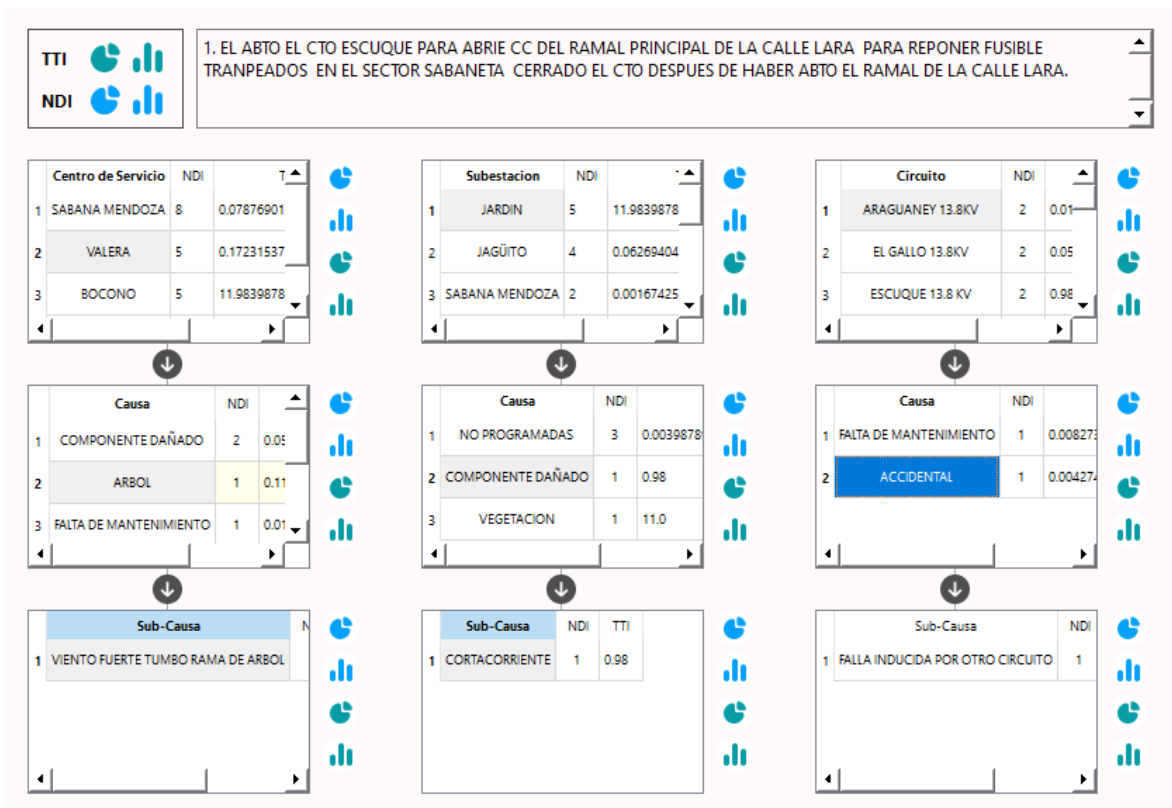 TTI
NDI
1. EL ABTO EL CTO ESCUQUE PARA ABRIE CC DEL RAMAL PRINCIPAL DE LA CALLE LARA PARA REPONER FUSIBLE
TRANPEADOS EN EL SECTOR SABANETA CERRADO EL CTO DESPUES DE HABER ABTO EL RAMAL DE LA CALLE LARA.
Centro de Servicio NDI T
1 SABANA MENDOZA 8 0.07876901
2 VALERA 5 0.17231537
3 BOCONO 5 11.9839878
Subestacion NDI
1 JARDIN 5 11.9839878
2 JAGÜITO 4 0.06269404
3 SABANA MENDOZA 2 0.00167425
Circuito NDI
1 ARAGUANEY 13.8KV 2 0.01
2 EL GALLO 13.8KV 2 0.05
3 ESCUQUE 13.8 KV 2 0.98
Causa NDI
1 COMPONENTE DAÑADO 2 0.05
2 ARBOL 1 0.11
3 FALTA DE MANTENIMIENTO 1 0.01
Causa NDI
1 NO PROGRAMADAS 3 0.0039878
2 COMPONENTE DAÑADO 1 0.98
3 VEGETACION 1 11.0
Causa NDI
1 FALTA DE MANTENIMIENTO 1 0.008273
2 ACCIDENTAL 1 0.004274
Sub-Causa N
1 VIENTO FUERTE TUMBO RAMA DE ARBOL
Sub-Causa NDI TTI
1 CORTACORRIENTE 1 0.98
Sub-Causa NDI
1 FALLA INDUCIDA POR OTRO CIRCUITO 1